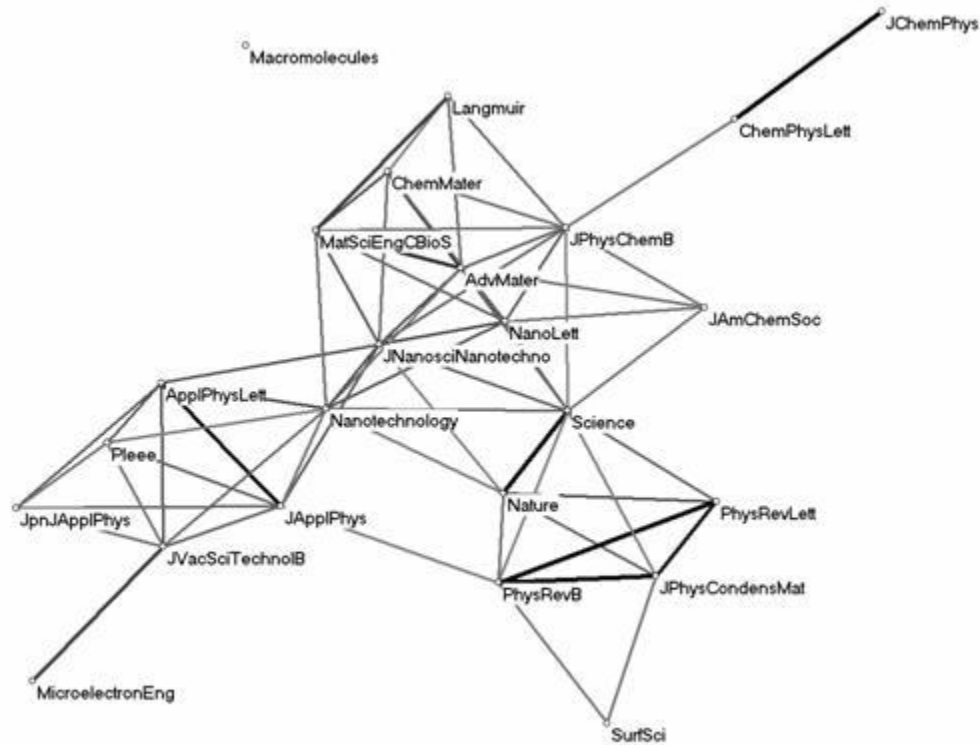 JChemPhys
Macromolecules
Langmuir
ChemPhysLett
ChemMater
MatSciEngCBioS
JPhysChemB
AdvMater
JAmChemSoc
NanoLett
JNanosciNanotechno
ApplPhysLett
Nanotechnology
Science
PIeee
Nature
JApplPhys
JpnJApplPhys
PhysRevLett
JVacSciTechnolB
JPhysCondensMat
PhysRevB
MicroelectronEng
SurfSci